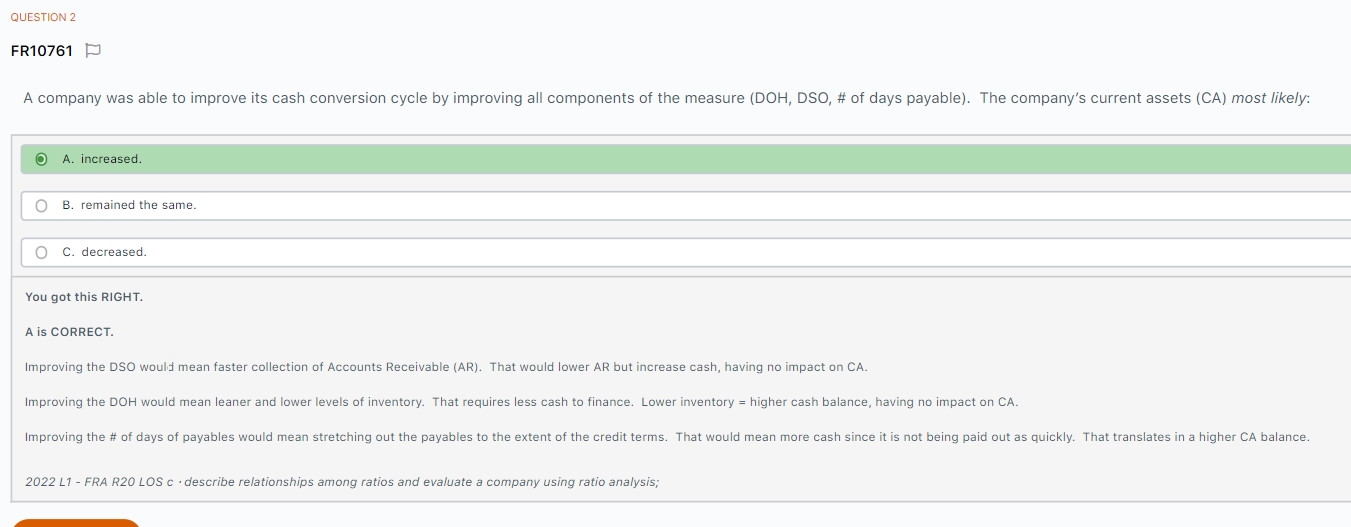 QUESTION 2
FR10761
A company was able to improve its cash conversion cycle by improving all components of the measure (DOH, DSO, # of days payable). The company's current assets (CA) most likely:
A. increased.
B. remained the same.
C. decreased.
You got this RIGHT.
A is CORRECT.
Improving the DSO would mean faster collection of Accounts Receivable (AR). That would lower AR but increase cash, having no impact on CA.
Improving the DOH would mean leaner and lower levels of inventory. That requires less cash to finance. Lower inventory = higher cash balance, having no impact on CA.
Improving the # of days of payables would mean stretching out the payables to the extent of the credit terms. That would mean more cash since it is not being paid out as quickly. That translates in a higher CA balance.
2022 L1 - FRA R20 LOS c · describe relationships among ratios and evaluate a company using ratio analysis;